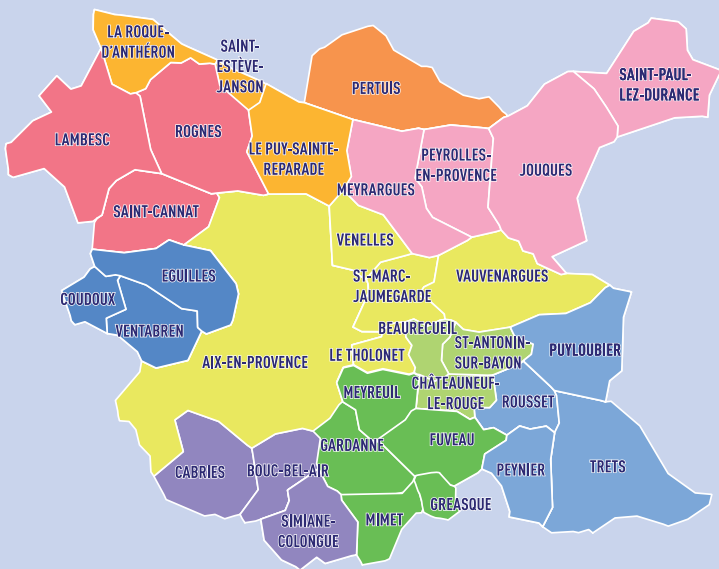 LA ROQUE-
D'ANTHÉRON
SAINT-
ESTÈVE-
JANSON
PERTUIS
SAINT-PAUL-
LEZ-DURANCE
LAMBESC
ROGNES
LE PUY-SAINTE-
REPARADE
MEYRARGUES
PEYROLLES-
EN-PROVENCE
JOUQUES
SAINT-CANNAT
VENELLES
EGUILLES
COUDOUX
VENTABREN
ST-MARC-
JAUMEGARDE
VAUVENARGUES
BEAURECUEIL
AIX-EN-PROVENCE
LE THOLONET
ST-ANTONIN-
SUR-BAYON
PUYLOUBIER
MEYREUIL
CHÂTEAUNEUF-
LE-ROUGE
ROUSSET
GARDANNE
FUVEAU
CABRIES
BOUC-BEL-AIR
PEYNIER
TRETS
GREASQUE
SIMIANE-
COLONGUE
MIMET